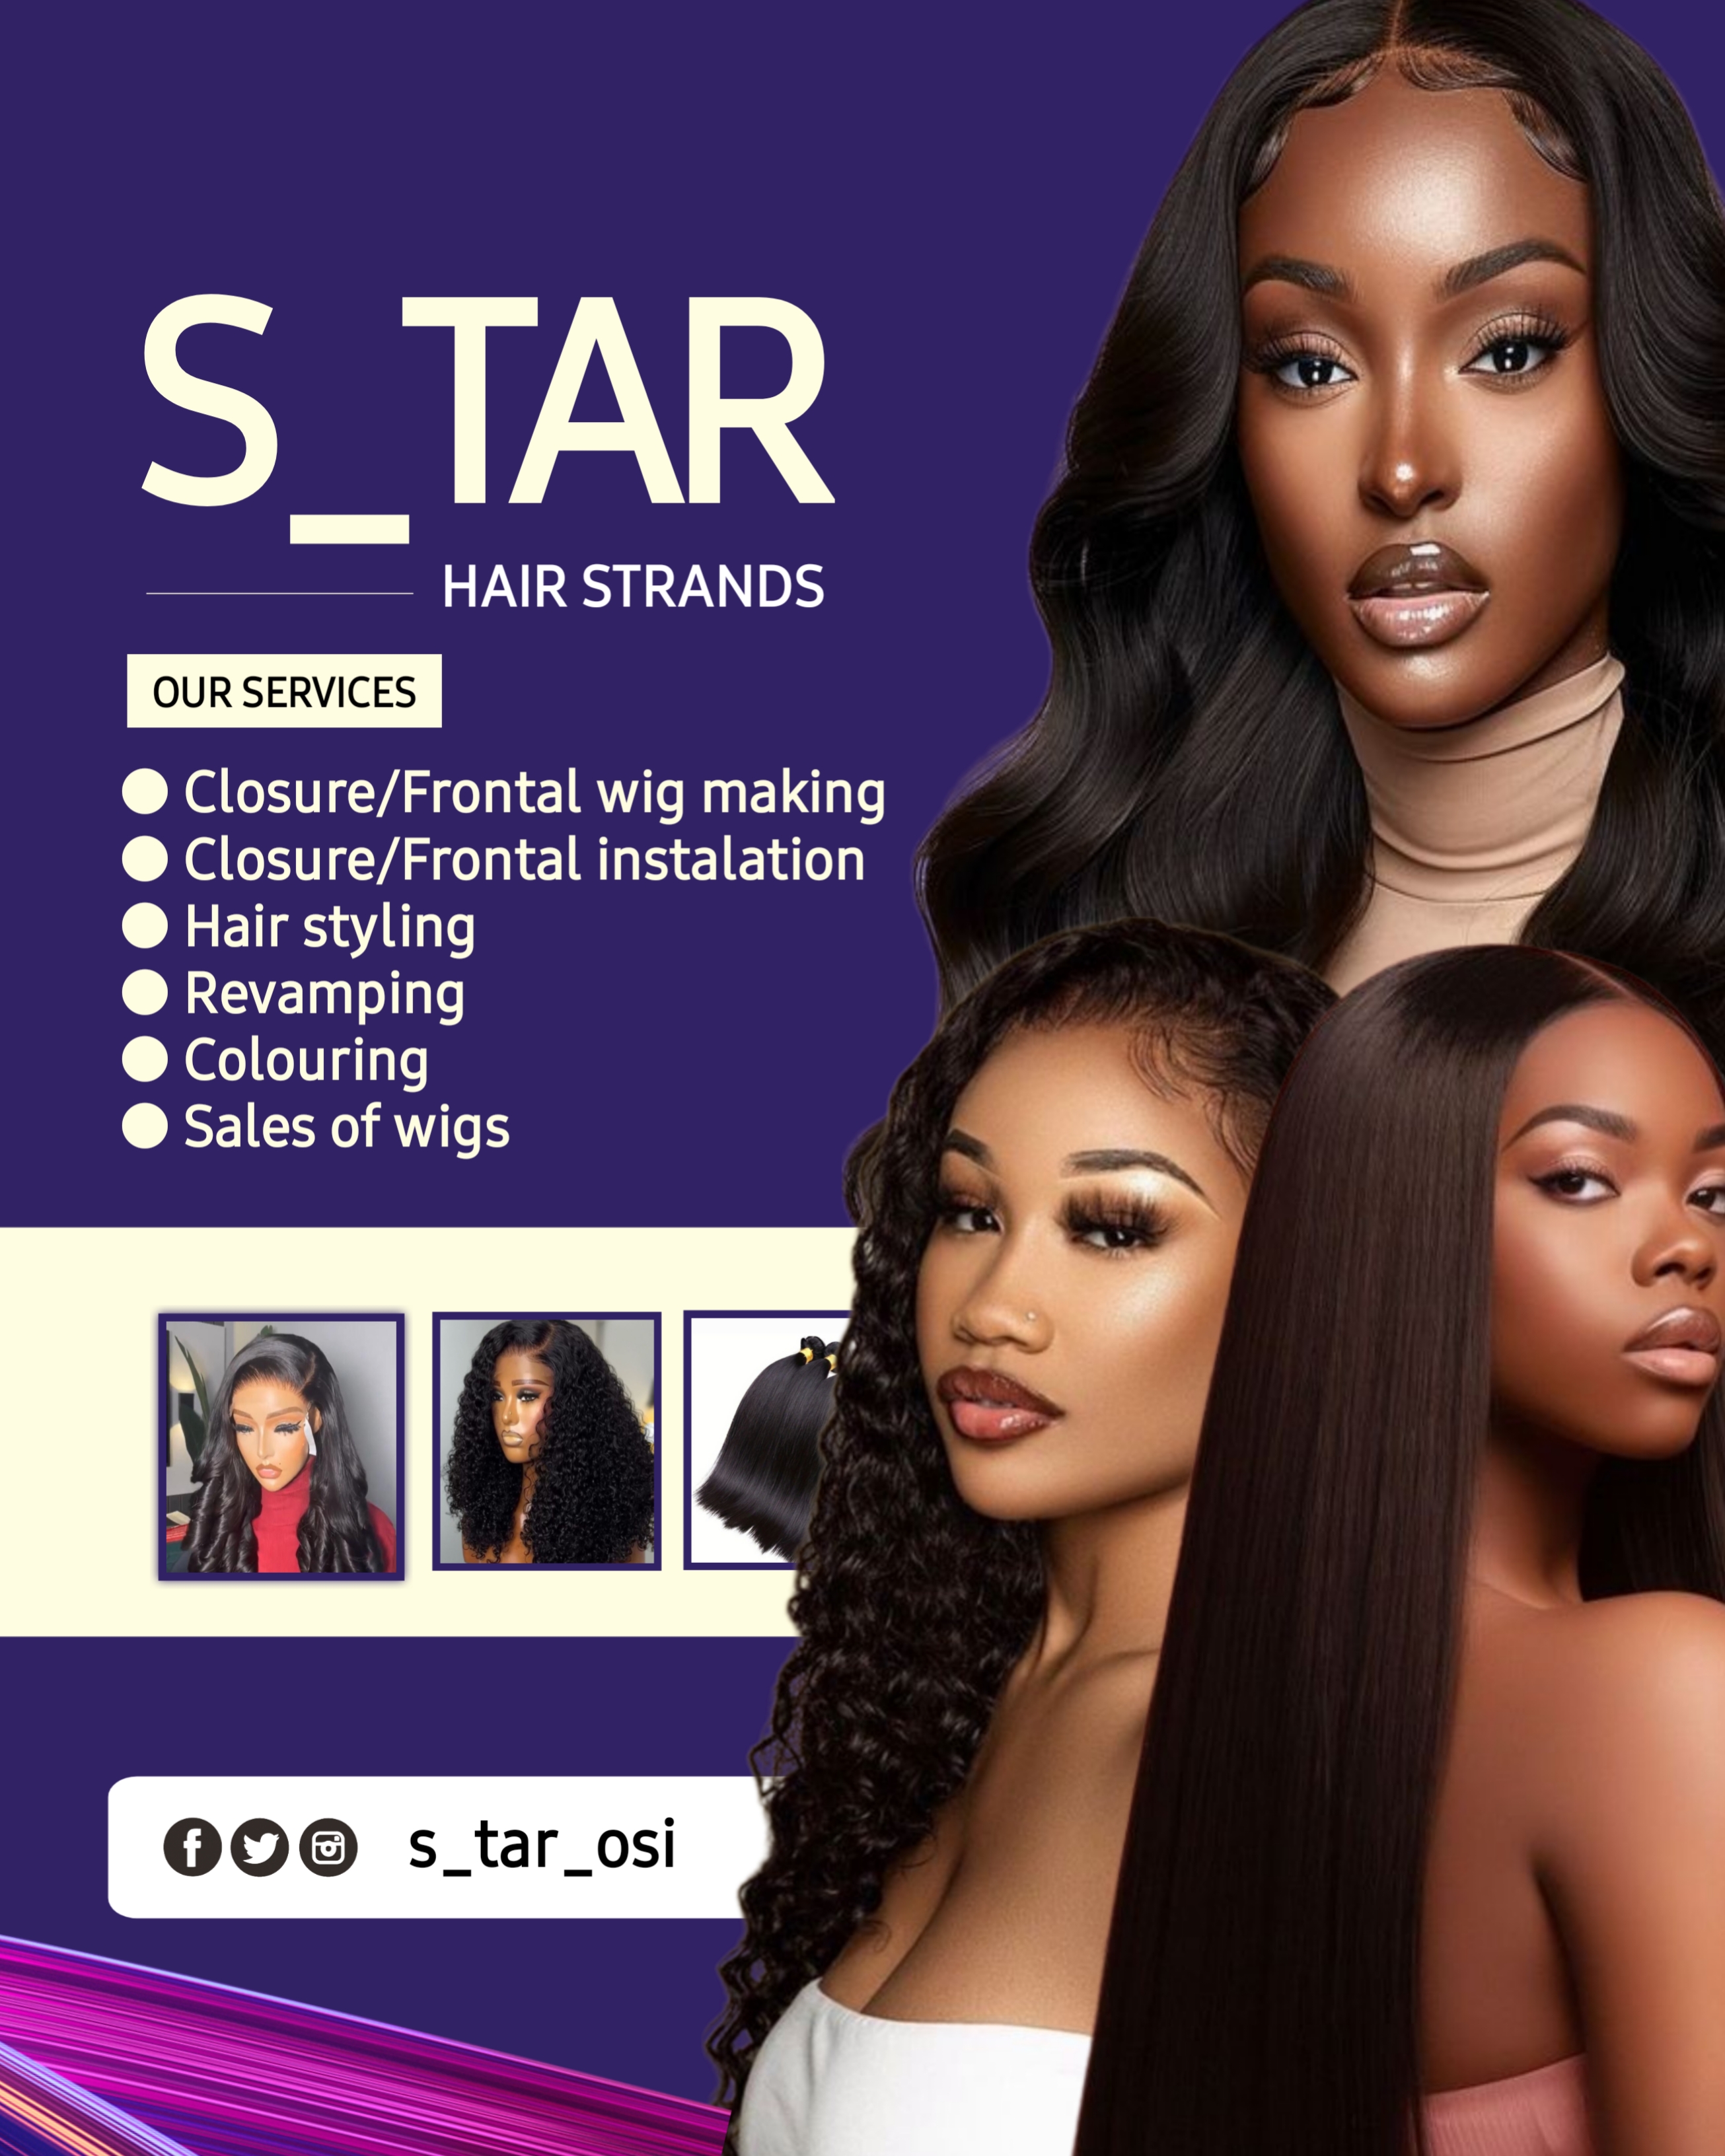 S_TAR
HAIR STRANDS
OUR SERVICES
Closure/Frontal wig making
Closure/Frontal instalation
Hair styling
Revamping
Colouring
Sales of wigs
s_tar_osi